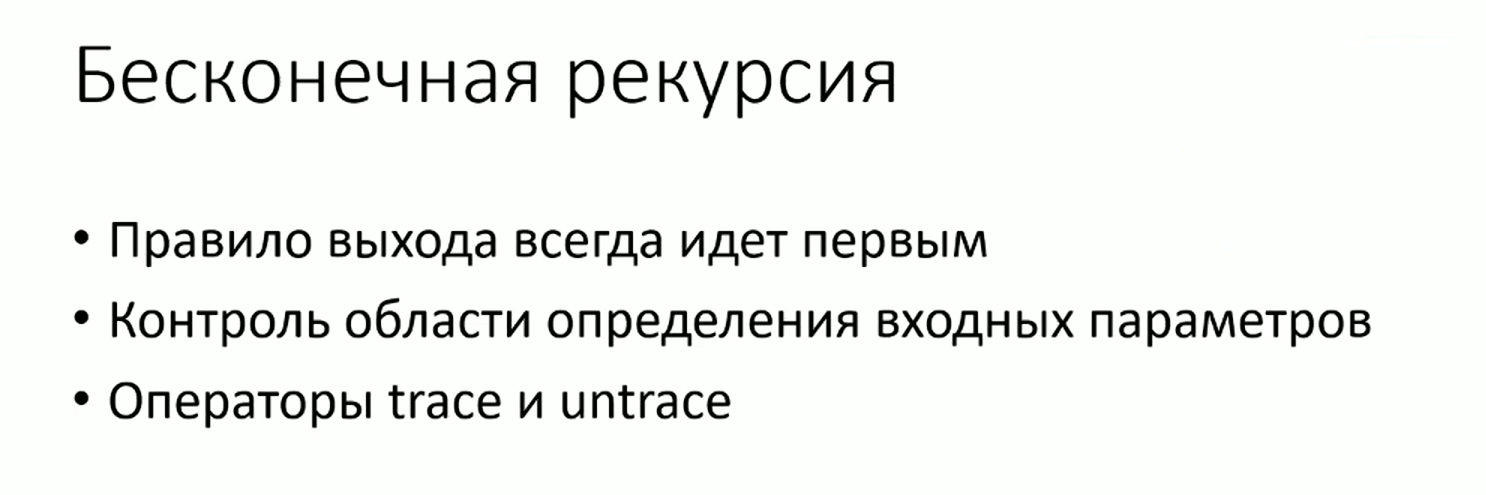 Бесконечная рекурсия
• Правило выхода всегда идет первым
• Контроль области определения входных параметров
• Операторы trace и untrace